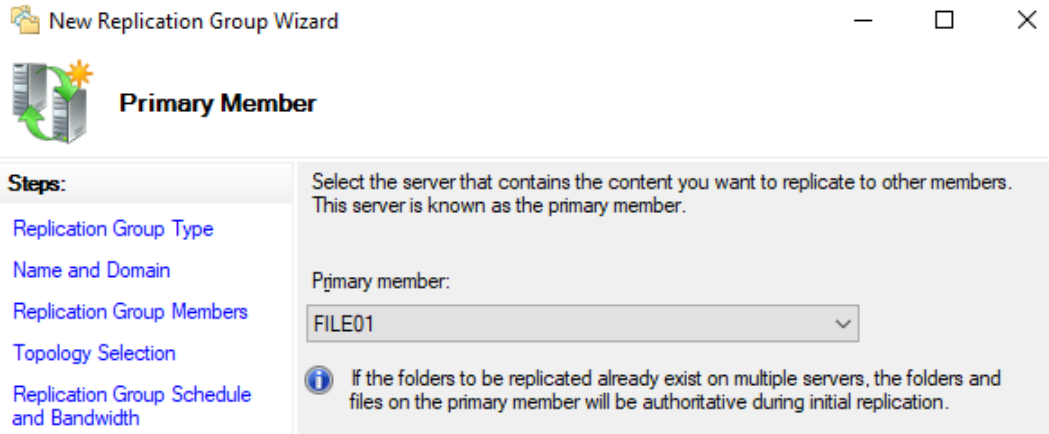 New Replication Group Wizard
Primary Member
Steps:
Replication Group Type
Name and Domain
Replication Group Members
Topology Selection
Replication Group Schedule
and Bandwidth
Select the server that contains the content you want to replicate to other members.
This server is known as the primary member.
Primary member:
FILE01
If the folders to be replicated already exist on multiple servers, the folders and
files on the primary member will be authoritative during initial replication.